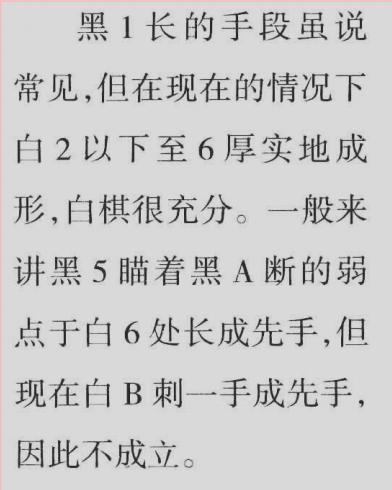 黑1长的手段虽说
常见,但在现在的情况下
白2以下至6厚实地成
形,白棋很充分。一般来
讲黑5瞄着黑A断的弱
点于白6处长成先手,但
现在白B刺一手成先手,
因此不成立。